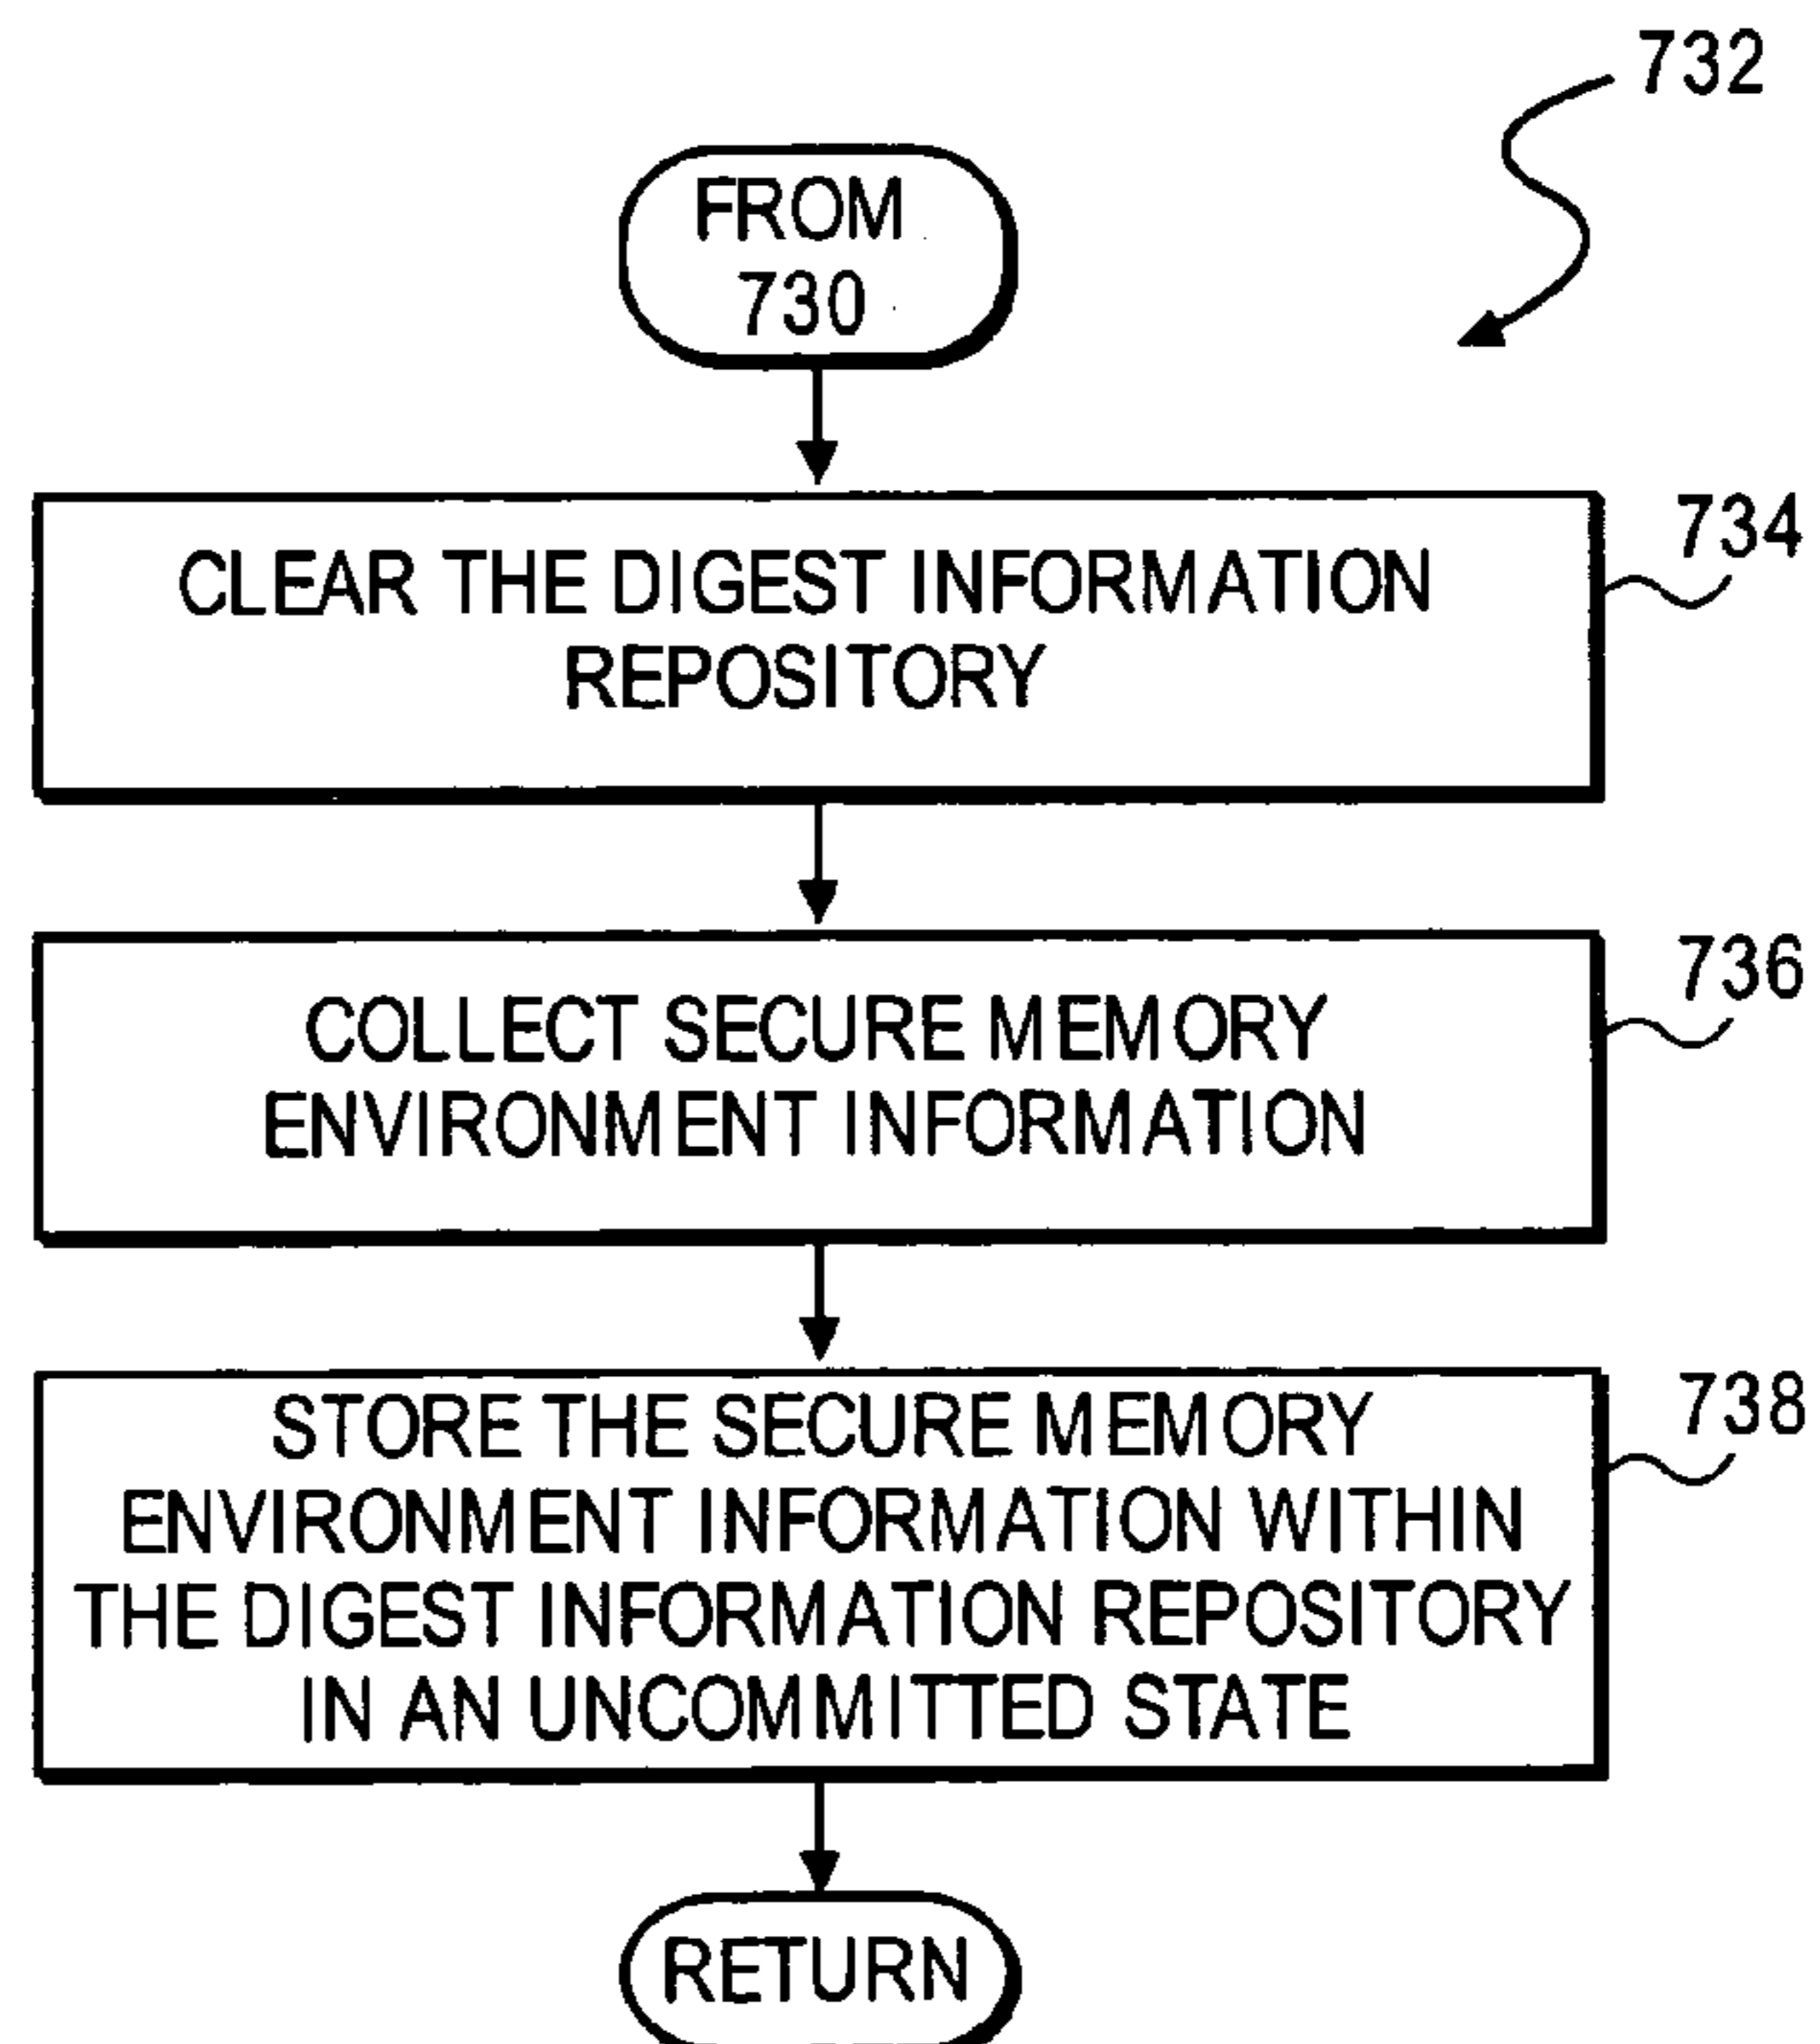 732
FROM
730
734
CLEAR THE DIGEST INFORMATION
REPOSITORY
736
COLLECT SECURE MEMORY
ENVIRONMENT INFORMATION
738
STORE THE SECURE MEMORY
ENVIRONMENT INFORMATION WITHIN
THE DIGEST INFORMATION REPOSITORY
IN AN UNCOMMITTED STATE
RETURN